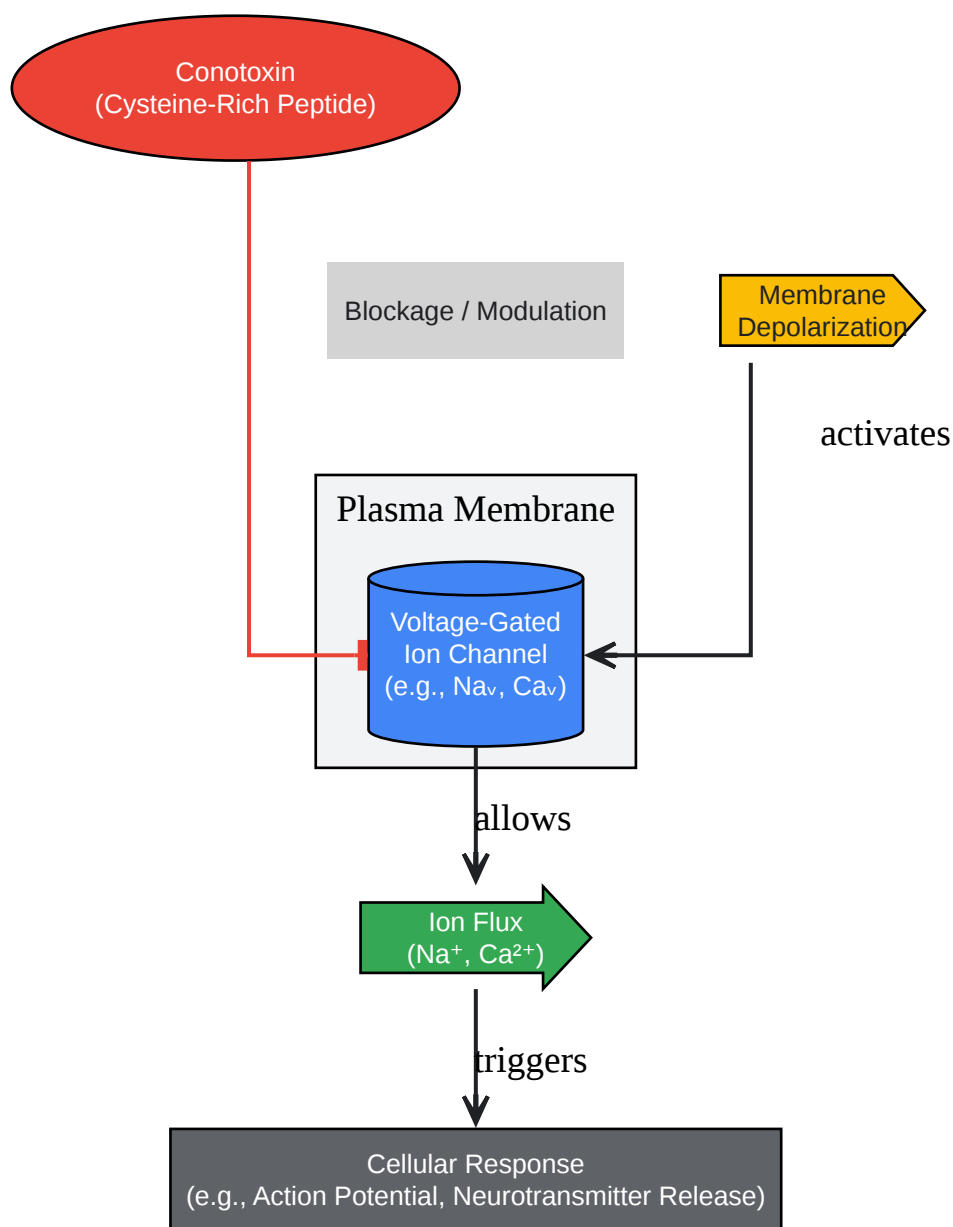 Conotoxin
(Cysteine-Rich Peptide)
Blockage / Modulation
Membrane
Depolarization
activates
Plasma Membrane
Voltage-Gated
Ion Channel
(e.g., Naᵥ, Caᵥ)
allows
Ion Flux
(Na⁺, Ca²⁺)
triggers
Cellular Response
(e.g., Action Potential, Neurotransmitter Release)